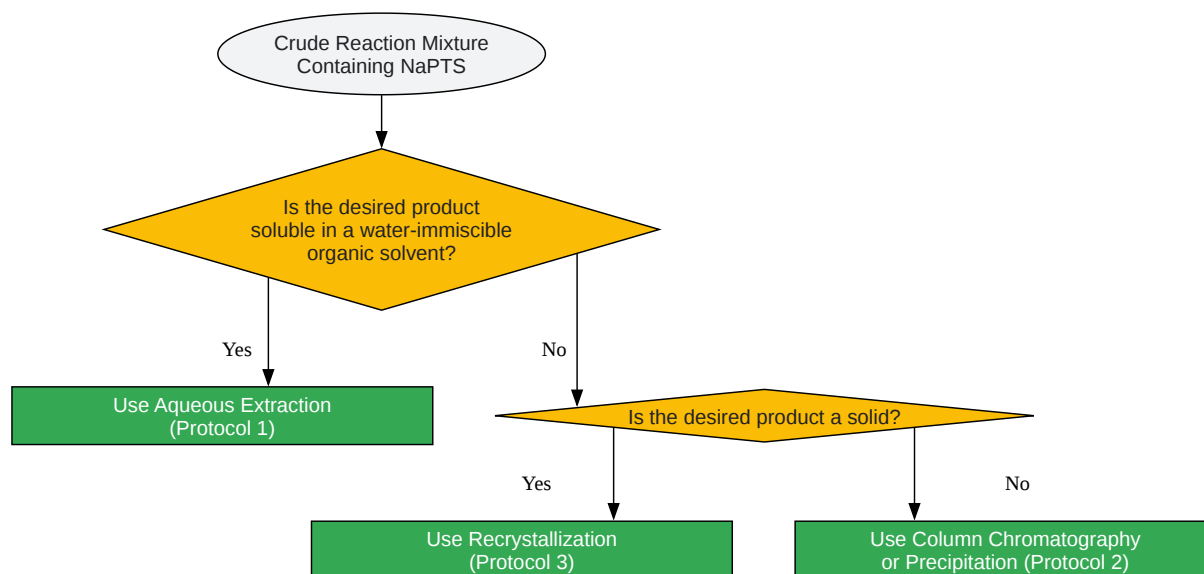 Crude Reaction Mixture
Containing NaPTS
Is the desired product
soluble in a water-immiscible
organic solvent?
Yes
No
Use Aqueous Extraction
(Protocol 1)
Is the desired product a solid?
Yes
No
Use Recrystallization
(Protocol 3)
Use Column Chromatography
or Precipitation (Protocol 2)